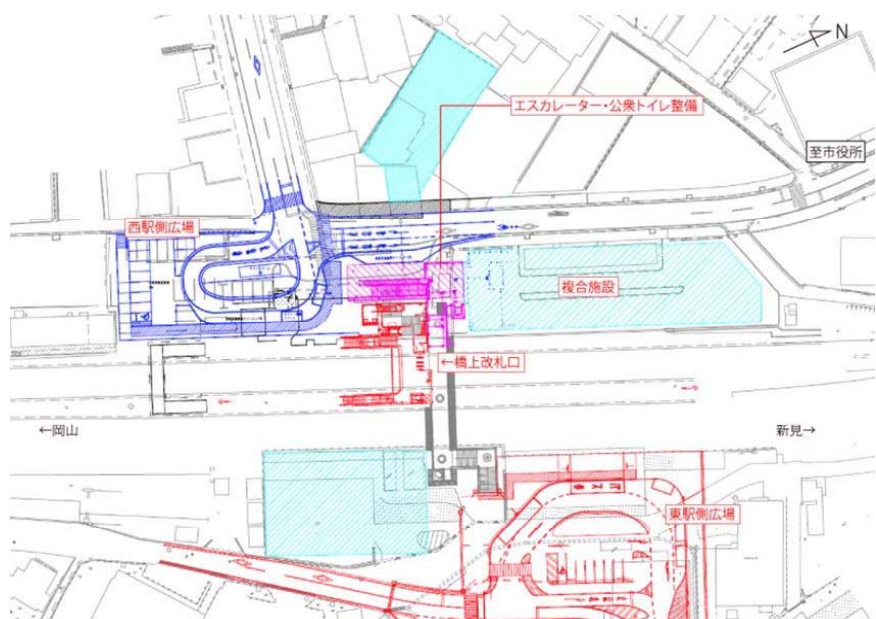 N
エスカレーター・公衆トイレ整備
至市役所
西駅側広場
複合施設
←橋上改札口
←岡山
新見→
東駅側広場